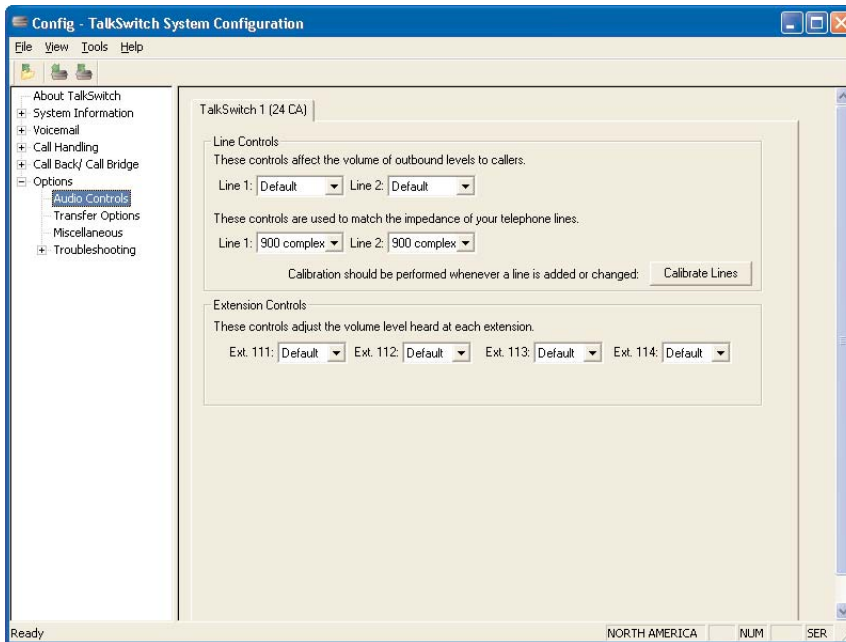 Config - TalkSwitch System Configuration
File View Tools Help
About TalkSwitch
System Information
Voicemail
Call Handling
Call Back/ Call Bridge
Options
Audio Controls
Transfer Options
Miscellaneous
Troubleshooting
TalkSwitch 1 (24 CA)
Line Controls
These controls affect the volume of outbound levels to callers.
Line 1: Default Line 2: Default
These controls are used to match the impedance of your telephone lines.
Line 1: 900 complex Line 2: 900 complex
Calibration should be performed whenever a line is added or changed: Calibrate Lines
Extension Controls
These controls adjust the volume level heard at each extension.
Ext. 111: Default Ext. 112: Default Ext. 113: Default Ext. 114: Default
Ready NORTH AMERICA NUM SER